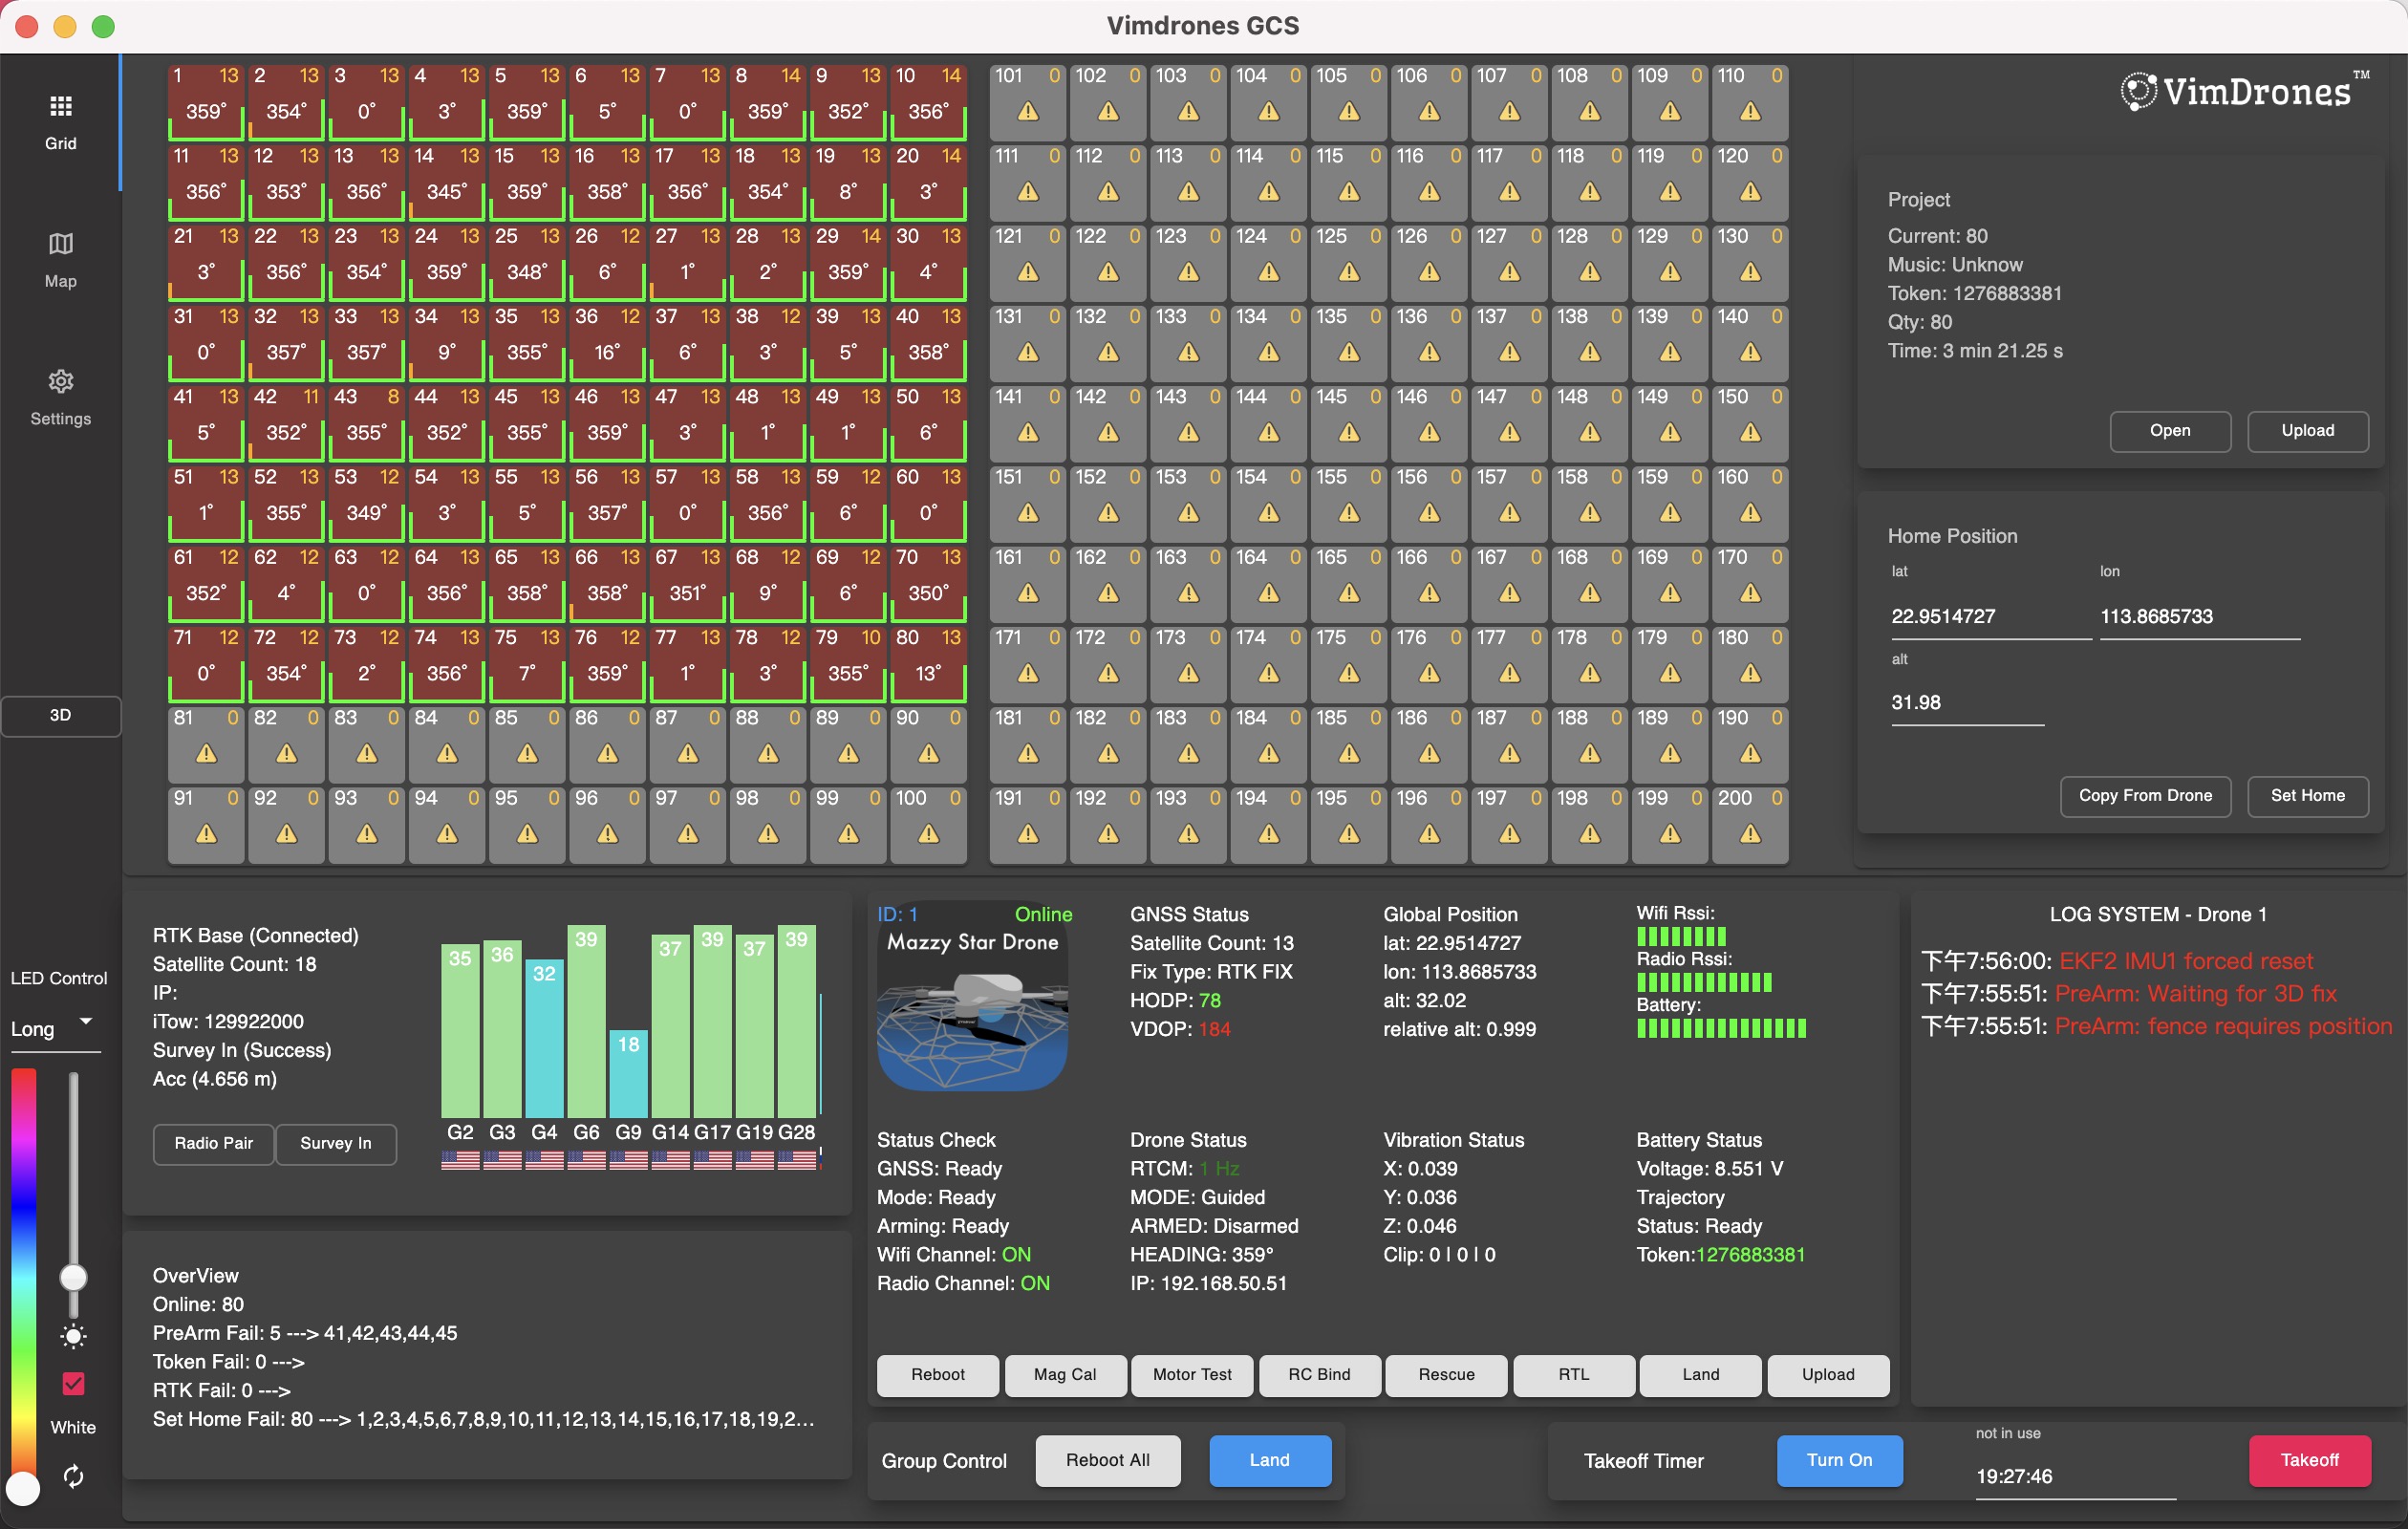 Vimdrones GCS
Grid
Map
Settings
3D
LED Control
Long
White
1 13 2 13 3 13 4 13 5 13 6 13 7 13 8 14 9 13 10 14
359° 354° 0° 3° 359° 5° 0° 359° 352° 356°
11 13 12 13 13 13 14 13 15 13 16 13 17 13 18 13 19 13 20 14
356° 353° 356° 345° 359° 358° 356° 354° 8° 3°
21 13 22 13 23 13 24 13 25 13 26 12 27 13 28 13 29 14 30 13
3° 356° 354° 359° 348° 6° 1° 2° 359° 4°
31 13 32 13 33 13 34 13 35 13 36 12 37 13 38 12 39 13 40 13
0° 357° 357° 9° 355° 16° 6° 3° 5° 358°
41 13 42 11 43 8 44 13 45 13 46 13 47 13 48 13 49 13 50 13
5° 352° 355° 352° 355° 359° 3° 1° 1° 6°
51 13 52 13 53 12 54 13 55 13 56 13 57 13 58 13 59 12 60 13
1° 355° 349° 3° 5° 357° 0° 356° 6° 0°
61 12 62 12 63 12 64 13 65 13 66 13 67 13 68 12 69 12 70 13
352° 4° 0° 356° 358° 358° 351° 9° 6° 350°
71 12 72 12 73 12 74 13 75 13 76 12 77 13 78 12 79 10 80 13
0° 354° 2° 356° 7° 359° 1° 3° 355° 13°
81 0 82 0 83 0 84 0 85 0 86 0 87 0 88 0 89 0 90 0
91 0 92 0 93 0 94 0 95 0 96 0 97 0 98 0 99 0 100 0
101 0 102 0 103 0 104 0 105 0 106 0 107 0 108 0 109 0 110 0
111 0 112 0 113 0 114 0 115 0 116 0 117 0 118 0 119 0 120 0
121 0 122 0 123 0 124 0 125 0 126 0 127 0 128 0 129 0 130 0
131 0 132 0 133 0 134 0 135 0 136 0 137 0 138 0 139 0 140 0
141 0 142 0 143 0 144 0 145 0 146 0 147 0 148 0 149 0 150 0
151 0 152 0 153 0 154 0 155 0 156 0 157 0 158 0 159 0 160 0
161 0 162 0 163 0 164 0 165 0 166 0 167 0 168 0 169 0 170 0
171 0 172 0 173 0 174 0 175 0 176 0 177 0 178 0 179 0 180 0
181 0 182 0 183 0 184 0 185 0 186 0 187 0 188 0 189 0 190 0
191 0 192 0 193 0 194 0 195 0 196 0 197 0 198 0 199 0 200 0
VimDrones™
Project
Current: 80
Music: Unknow
Token: 1276883381
Qty: 80
Time: 3 min 21.25 s
Open Upload
Home Position
lat lon
22.9514727 113.8685733
alt
31.98
Copy From Drone Set Home
RTK Base (Connected)
Satellite Count: 18
IP:
iTow: 129922000
Survey In (Success)
Acc (4.656 m)
Radio Pair Survey In
35 36 32 39 18 37 39 37 39
G2 G3 G4 G6 G9 G14 G17 G19 G28
OverView
Online: 80
PreArm Fail: 5 ---> 41,42,43,44,45
Token Fail: 0 --->
RTK Fail: 0 --->
Set Home Fail: 80 ---> 1,2,3,4,5,6,7,8,9,10,11,12,13,14,15,16,17,18,19,2...
ID: 1 Online
Mazzy Star Drone
GNSS Status
Satellite Count: 13
Fix Type: RTK FIX
HODP: 78
VDOP: 184
Global Position
lat: 22.9514727
lon: 113.8685733
alt: 32.02
relative alt: 0.999
Wifi Rssi:
Radio Rssi:
Battery:
Status Check
GNSS: Ready
Mode: Ready
Arming: Ready
Wifi Channel: ON
Radio Channel: ON
Drone Status
RTCM: 1 Hz
MODE: Guided
ARMED: Disarmed
HEADING: 359°
IP: 192.168.50.51
Vibration Status
X: 0.039
Y: 0.036
Z: 0.046
Clip: 0 | 0 | 0
Battery Status
Voltage: 8.551 V
Trajectory
Status: Ready
Token:1276883381
Reboot Mag Cal Motor Test RC Bind Rescue RTL Land Upload
LOG SYSTEM - Drone 1
下午7:56:00: EKF2 IMU1 forced reset
下午7:55:51: PreArm: Waiting for 3D fix
下午7:55:51: PreArm: fence requires position
Group Control Reboot All Land
Takeoff Timer Turn On
not in use
19:27:46
Takeoff